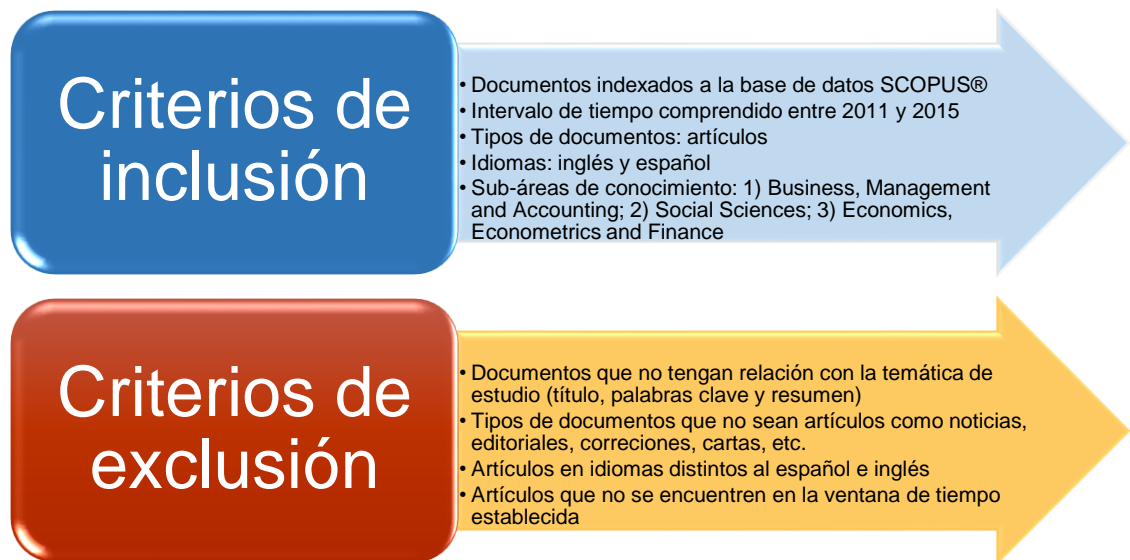 Criterios de
inclusión
• Documentos indexados a la base de datos SCOPUS®
• Intervalo de tiempo comprendido entre 2011 y 2015
• Tipos de documentos: artículos
• Idiomas: inglés y español
• Sub-áreas de conocimiento: 1) Business, Management
and Accounting; 2) Social Sciences; 3) Economics,
Econometrics and Finance
Criterios de
exclusión
• Documentos que no tengan relación con la temática de
estudio (título, palabras clave y resumen)
• Tipos de documentos que no sean artículos como noticias,
editoriales, correciones, cartas, etc.
• Artículos en idiomas distintos al español e inglés
• Artículos que no se encuentren en la ventana de tiempo
establecida